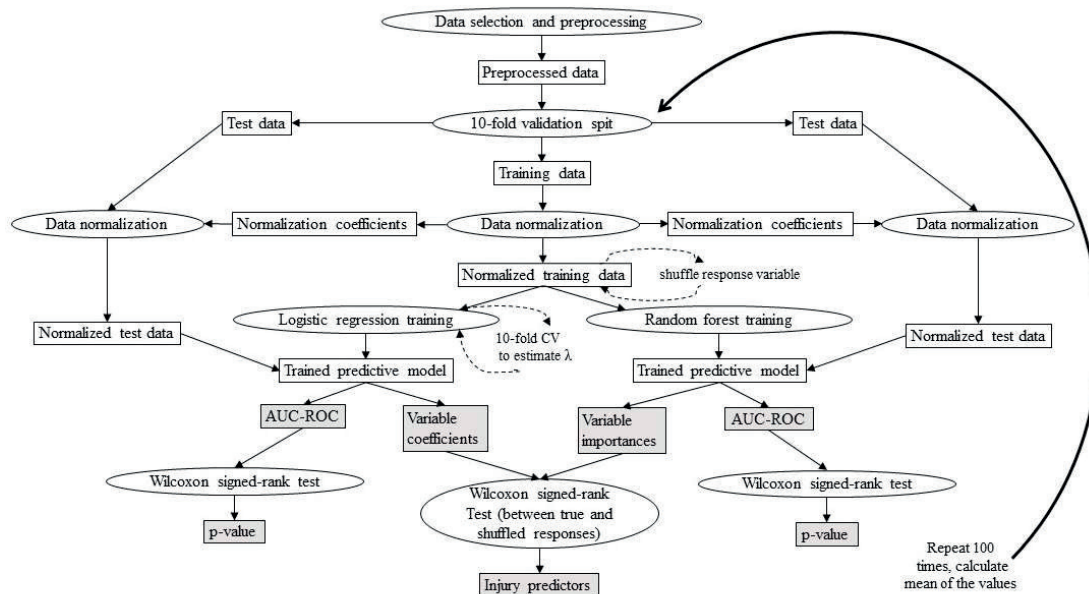 Data selection and preprocessing
Preprocessed data
Test data
10-fold validation spit
Test data
Training data
Data normalization
Normalization coefficients
Data normalization
Normalization coefficients
Data normalization
Normalized training data
shuffle response variable
Normalized test data
Logistic regression training
10-fold CV
to estimate λ
Random forest training
Normalized test data
Trained predictive model
Trained predictive model
AUC-ROC
Variable
coefficients
Variable
importances
AUC-ROC
Wilcoxon signed-rank test
Wilcoxon signed-rank
Test (between true and
shuffled responses)
Wilcoxon signed-rank test
p-value
p-value
Injury predictors
Repeat 100
times, calculate
mean of the values